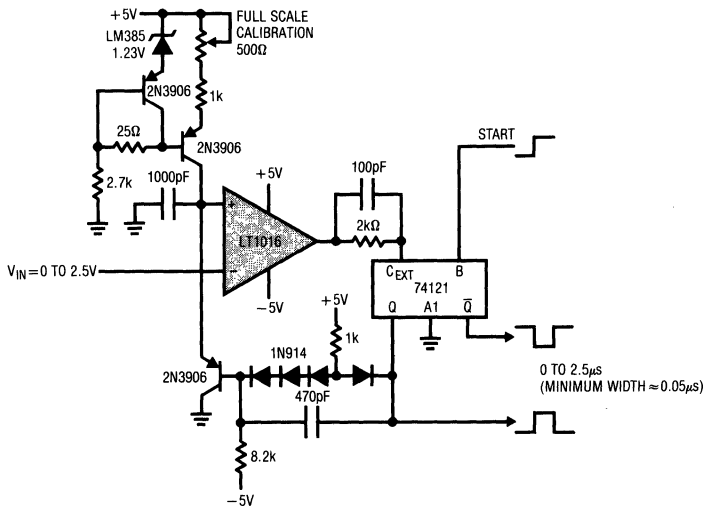 +5V
FULL SCALE
CALIBRATION
500Ω
LM385
1.23V
2N3906
1k
25Ω
2N3906
START
2.7k
1000pF
+5V
100pF
+
LT1016
2kΩ
V_IN=0 TO 2.5V
−
−5V
C_EXT B
74121
Q A1 Q̅
+5V
1k
1N914
2N3906
470pF
0 TO 2.5μs
(MINIMUM WIDTH ≈ 0.05μs)
8.2k
−5V